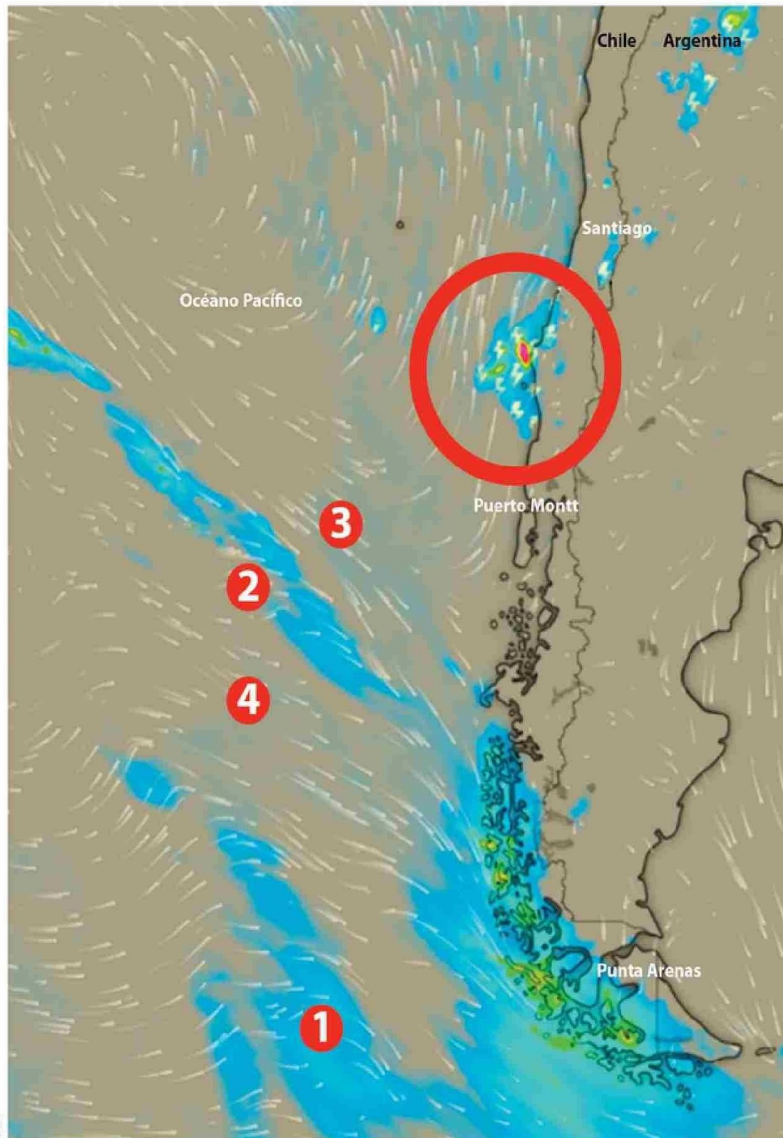 Chile Argentina
Santiago
Océano Pacífico
Puerto Montt
3
2
4
Punta Arenas
1